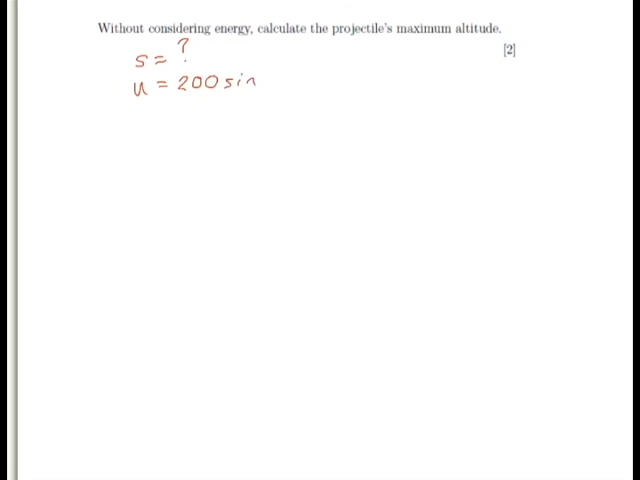 Without considering energy, calculate the projectile's maximum altitude.
[2]
s = ?
u = 200 sin